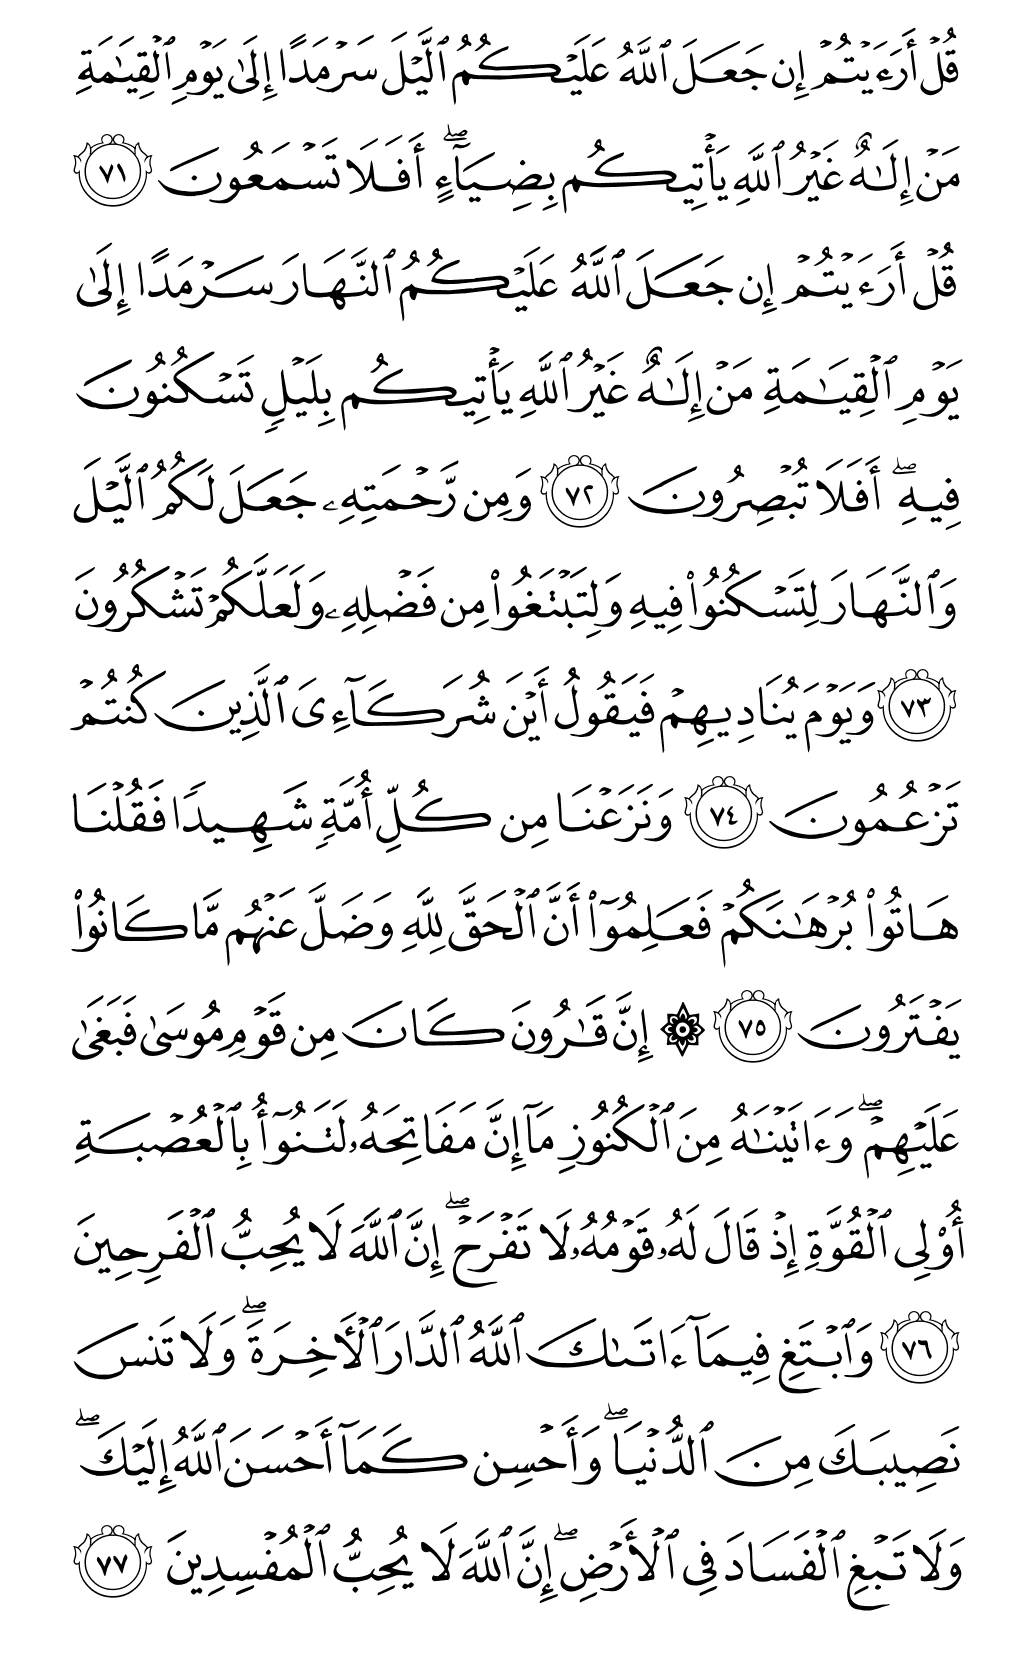 قُلۡ أَرَءَيۡتُمۡ إِن جَعَلَ ٱللَّهُ عَلَيۡكُمُ ٱلَّيۡلَ سَرۡمَدًا إِلَىٰ يَوۡمِ ٱلۡقِيَٰمَةِ
مَنۡ إِلَٰهٌ غَيۡرُ ٱللَّهِ يَأۡتِيكُم بِضِيَآءٍۖ أَفَلَا تَسۡمَعُونَ ٧١
قُلۡ أَرَءَيۡتُمۡ إِن جَعَلَ ٱللَّهُ عَلَيۡكُمُ ٱلنَّهَارَ سَرۡمَدًا إِلَىٰ
يَوۡمِ ٱلۡقِيَٰمَةِ مَنۡ إِلَٰهٌ غَيۡرُ ٱللَّهِ يَأۡتِيكُم بِلَيۡلٖ تَسۡكُنُونَ
فِيهِۖ أَفَلَا تُبۡصِرُونَ ٧٢ وَمِن رَّحۡمَتِهِۦ جَعَلَ لَكُمُ ٱلَّيۡلَ
وَٱلنَّهَارَ لِتَسۡكُنُواْ فِيهِ وَلِتَبۡتَغُواْ مِن فَضۡلِهِۦ وَلَعَلَّكُمۡ تَشۡكُرُونَ
٧٣ وَيَوۡمَ يُنَادِيهِمۡ فَيَقُولُ أَيۡنَ شُرَكَآءِيَ ٱلَّذِينَ كُنتُمۡ
تَزۡعُمُونَ ٧٤ وَنَزَعۡنَا مِن كُلِّ أُمَّةٖ شَهِيدٗا فَقُلۡنَا
هَاتُواْ بُرۡهَٰنَكُمۡ فَعَلِمُوٓاْ أَنَّ ٱلۡحَقَّ لِلَّهِ وَضَلَّ عَنۡهُم مَّا كَانُواْ
يَفۡتَرُونَ ٧٥ ۞ إِنَّ قَٰرُونَ كَانَ مِن قَوۡمِ مُوسَىٰ فَبَغَىٰ
عَلَيۡهِمۡۖ وَءَاتَيۡنَٰهُ مِنَ ٱلۡكُنُوزِ مَآ إِنَّ مَفَاتِحَهُۥ لَتَنُوٓأُ بِٱلۡعُصۡبَةِ
أُوْلِي ٱلۡقُوَّةِ إِذۡ قَالَ لَهُۥ قَوۡمُهُۥ لَا تَفۡرَحۡۖ إِنَّ ٱللَّهَ لَا يُحِبُّ ٱلۡفَرِحِينَ
٧٦ وَٱبۡتَغِ فِيمَآ ءَاتَىٰكَ ٱللَّهُ ٱلدَّارَ ٱلۡأٓخِرَةَۖ وَلَا تَنسَ
نَصِيبَكَ مِنَ ٱلدُّنۡيَاۖ وَأَحۡسِن كَمَآ أَحۡسَنَ ٱللَّهُ إِلَيۡكَۖ
وَلَا تَبۡغِ ٱلۡفَسَادَ فِي ٱلۡأَرۡضِۖ إِنَّ ٱللَّهَ لَا يُحِبُّ ٱلۡمُفۡسِدِينَ ٧٧